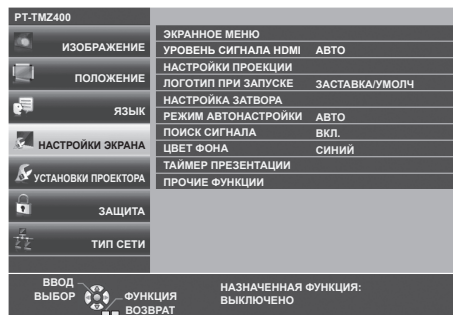 PT-TMZ400
ИЗОБРАЖЕНИЕ
ПОЛОЖЕНИЕ
ЯЗЫК
НАСТРОЙКИ ЭКРАНА
УСТАНОВКИ ПРОЕКТОРА
ЗАЩИТА
ТИП СЕТИ
ЭКРАННОЕ МЕНЮ
УРОВЕНЬ СИГНАЛА HDMI АВТО
НАСТРОЙКИ ПРОЕКЦИИ
ЛОГОТИП ПРИ ЗАПУСКЕ ЗАСТАВКА/УМОЛЧ
НАСТРОЙКА ЗАТВОРА
РЕЖИМ АВТОНАСТРОЙКИ АВТО
ПОИСК СИГНАЛА ВКЛ.
ЦВЕТ ФОНА СИНИЙ
ТАЙМЕР ПРЕЗЕНТАЦИИ
ПРОЧИЕ ФУНКЦИИ
ВВОД
ВЫБОР
ФУНКЦИЯ
ВОЗВРАТ
НАЗНАЧЕННАЯ ФУНКЦИЯ:
ВЫКЛЮЧЕНО